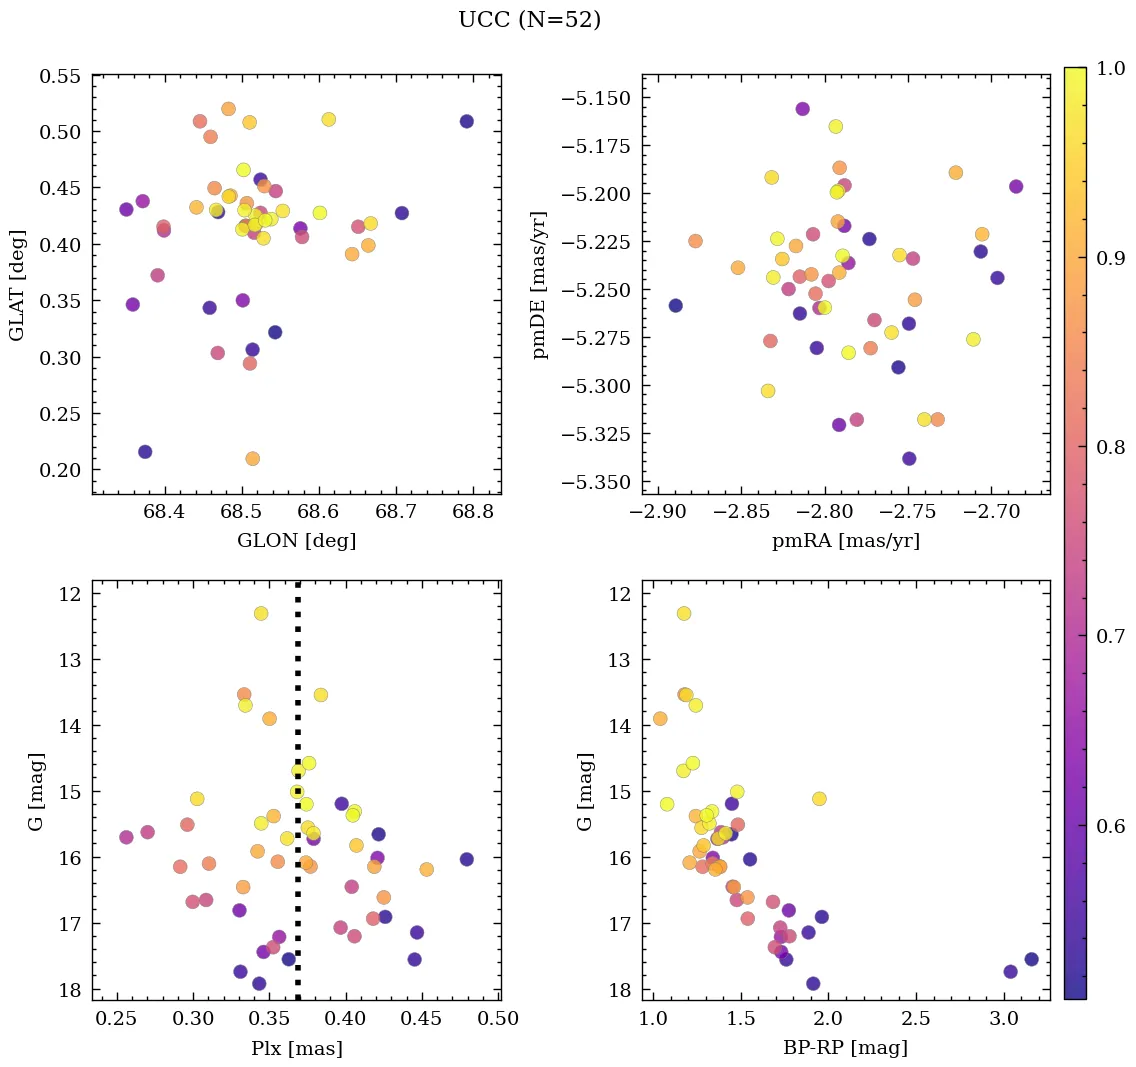 UCC (N=52)
0.55
0.50
0.45
0.40
0.35
0.30
0.25
0.20
GLAT [deg]
68.4 68.5 68.6 68.7 68.8
GLON [deg]
−5.150
−5.175
−5.200
−5.225
−5.250
−5.275
−5.300
−5.325
−5.350
pmDE [mas/yr]
−2.90 −2.85 −2.80 −2.75 −2.70
pmRA [mas/yr]
12
13
14
15
16
17
18
G [mag]
0.25 0.30 0.35 0.40 0.45 0.50
Plx [mas]
12
13
14
15
16
17
18
G [mag]
1.0 1.5 2.0 2.5 3.0
BP-RP [mag]
1.0
0.9
0.8
0.7
0.6